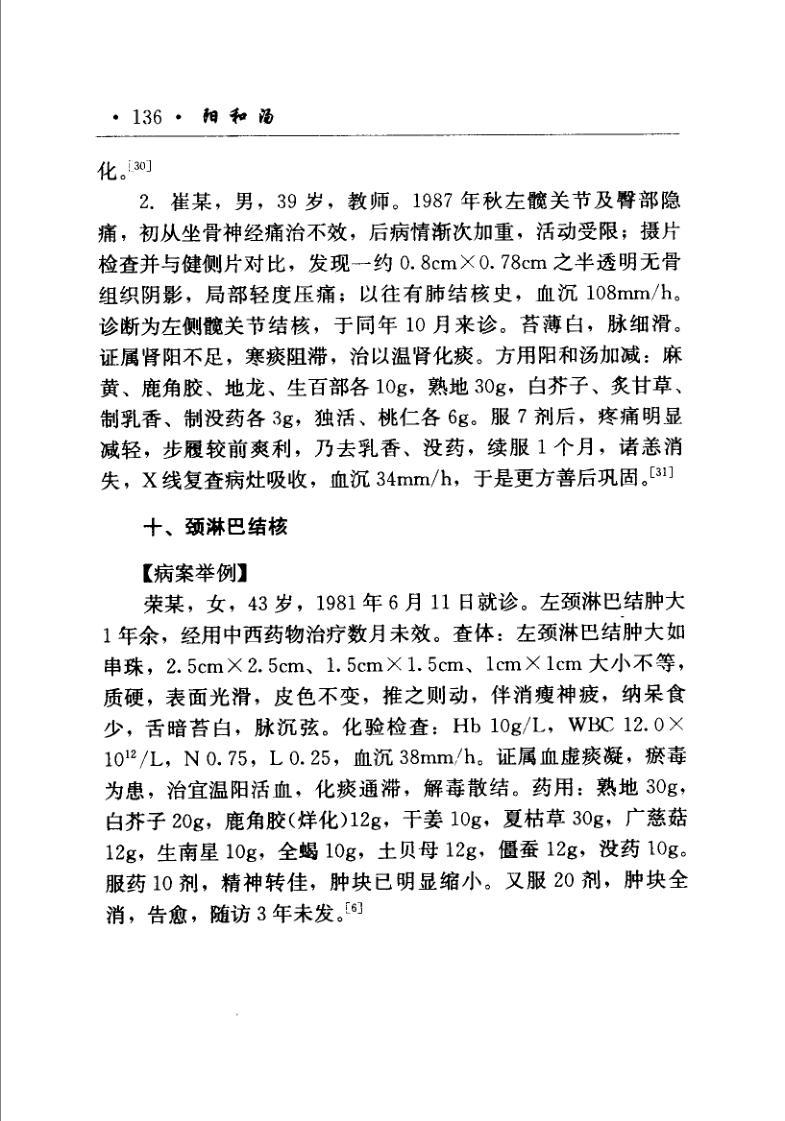 · 136 · 阳和汤
化。[30]
2. 崔某，男，39 岁，教师。1987 年秋左髋关节及臀部隐
痛，初从坐骨神经痛治不效，后病情渐次加重，活动受限；摄片
检查并与健侧片对比，发现一约 0.8cm×0.78cm 之半透明无骨
组织阴影，局部轻度压痛；以往有肺结核史，血沉 108mm/h。
诊断为左侧髋关节结核，于同年 10 月来诊。苔薄白，脉细滑。
证属肾阳不足，寒痰阻滞，治以温肾化痰。方用阳和汤加减：麻
黄、鹿角胶、地龙、生百部各 10g，熟地 30g，白芥子、炙甘草、
制乳香、制没药各 3g，独活、桃仁各 6g。服 7 剂后，疼痛明显
减轻，步履较前爽利，乃去乳香、没药，续服 1 个月，诸恙消
失，X 线复查病灶吸收，血沉 34mm/h，于是更方善后巩固。[31]
十、颈淋巴结核
【病案举例】
荣某，女，43 岁，1981 年 6 月 11 日就诊。左颈淋巴结肿大
1 年余，经用中西药物治疗数月未效。查体：左颈淋巴结肿大如
串珠，2.5cm×2.5cm、1.5cm×1.5cm、1cm×1cm 大小不等，
质硬，表面光滑，皮色不变，推之则动，伴消瘦神疲，纳呆食
少，舌暗苔白，脉沉弦。化验检查：Hb 10g/L，WBC 12.0×
10¹²/L，N 0.75，L 0.25，血沉 38mm/h。证属血虚痰凝，瘀毒
为患，治宜温阳活血，化痰通滞，解毒散结。药用：熟地 30g，
白芥子 20g，鹿角胶(烊化)12g，干姜 10g，夏枯草 30g，广慈菇
12g，生南星 10g，全蝎 10g，土贝母 12g，僵蚕 12g，没药 10g。
服药 10 剂，精神转佳，肿块已明显缩小。又服 20 剂，肿块全
消，告愈，随访 3 年未发。[6]